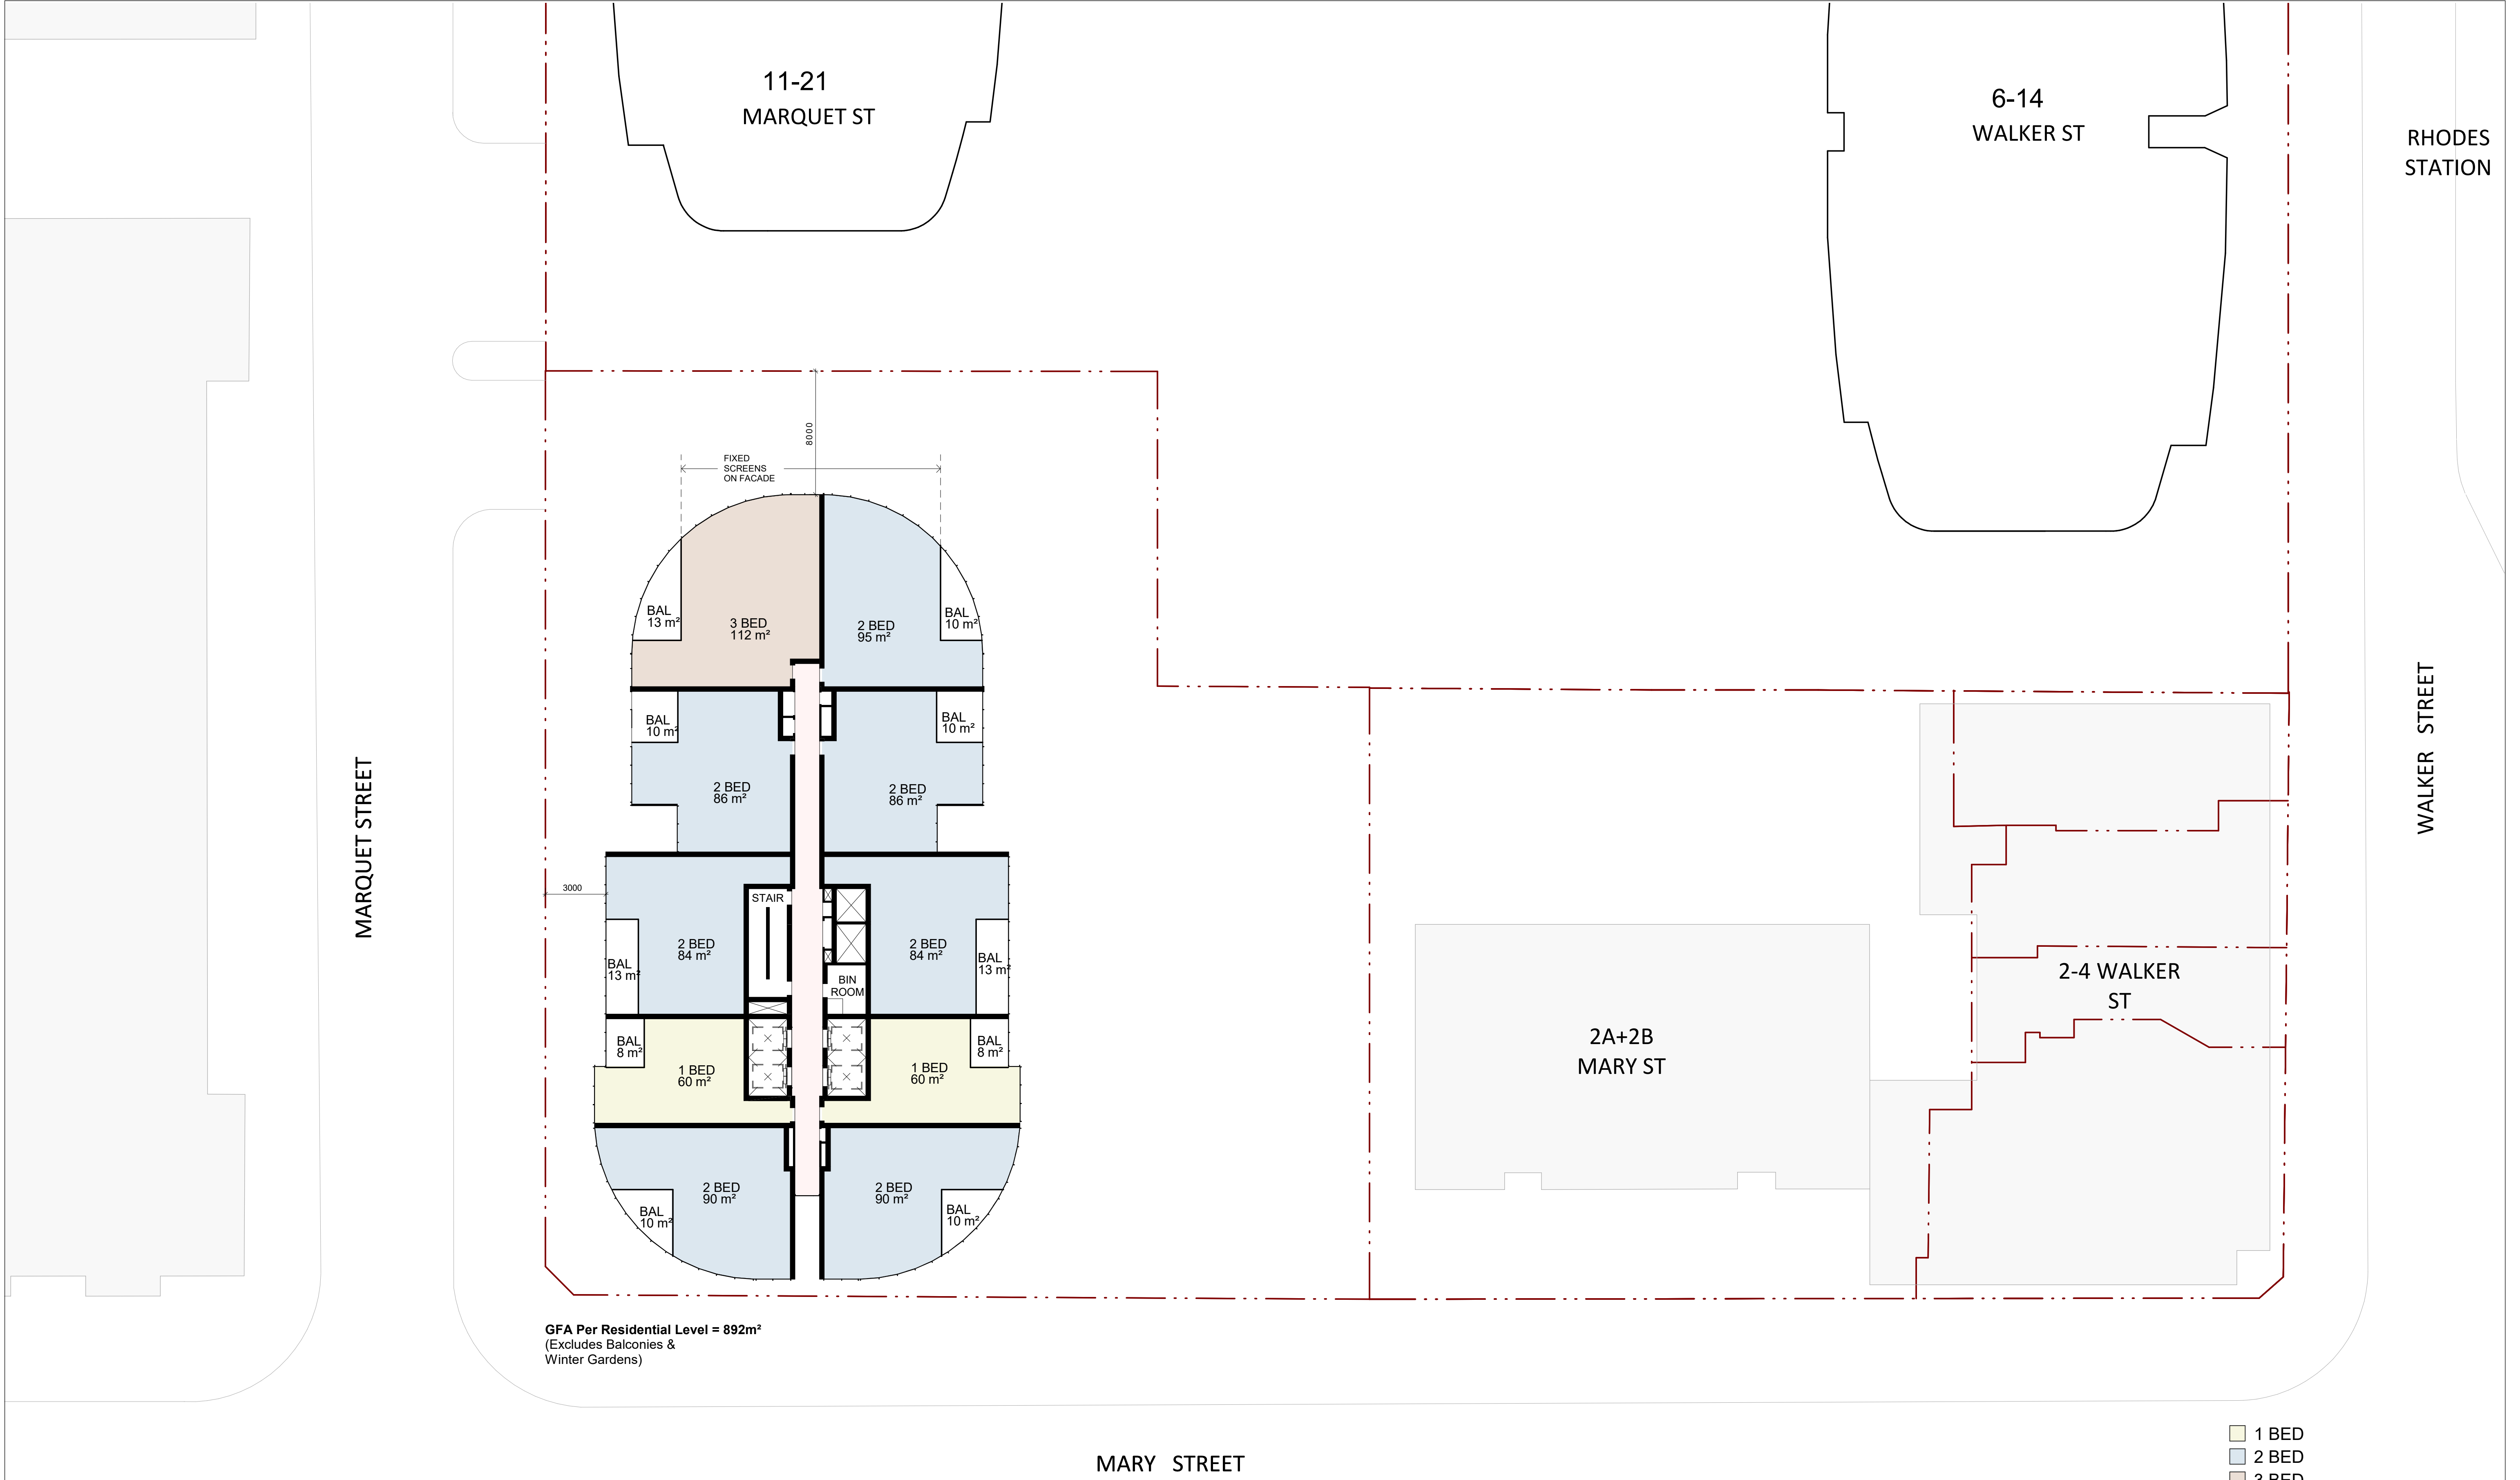 11-21
MARQUET ST
6-14
WALKER ST
RHODES
STATION
8000
FIXED
SCREENS
ON FACADE
BAL
13 m²
3 BED
112 m²
2 BED
95 m²
BAL
10 m²
BAL
10 m²
BAL
10 m²
2 BED
86 m²
2 BED
86 m²
MARQUET STREET
WALKER STREET
3000
STAIR
2 BED
84 m²
2 BED
84 m²
BAL
13 m²
BAL
13 m²
BIN
ROOM
2-4 WALKER
ST
2A+2B
MARY ST
BAL
8 m²
BAL
8 m²
1 BED
60 m²
1 BED
60 m²
2 BED
90 m²
2 BED
90 m²
BAL
10 m²
BAL
10 m²
GFA Per Residential Level = 892m²
(Excludes Balconies &
Winter Gardens)
MARY STREET
1 BED
2 BED
3 BED